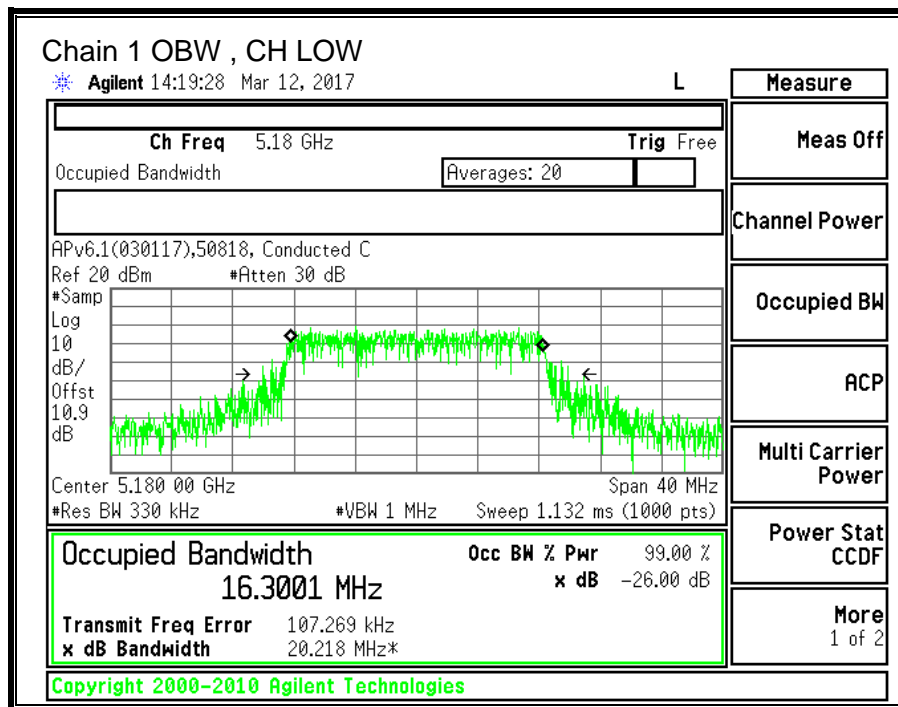 Chain 1 OBW , CH LOW
Agilent 14:19:28 Mar 12, 2017 L
Measure
Ch Freq 5.18 GHz Trig Free
Meas Off
Occupied Bandwidth Averages: 20
Channel Power
APv6.1(030117),50818, Conducted C
Ref 20 dBm #Atten 30 dB
#Samp
Log
10
dB/
Offst
10.9
dB
Occupied BW
ACP
Multi Carrier
Power
Center 5.180 00 GHz Span 40 MHz
#Res BW 330 kHz #VBW 1 MHz Sweep 1.132 ms (1000 pts)
Power Stat
CCDF
Occupied Bandwidth Occ BW % Pwr 99.00 %
16.3001 MHz x dB -26.00 dB
Transmit Freq Error 107.269 kHz
x dB Bandwidth 20.218 MHz*
More
1 of 2
Copyright 2000-2010 Agilent Technologies